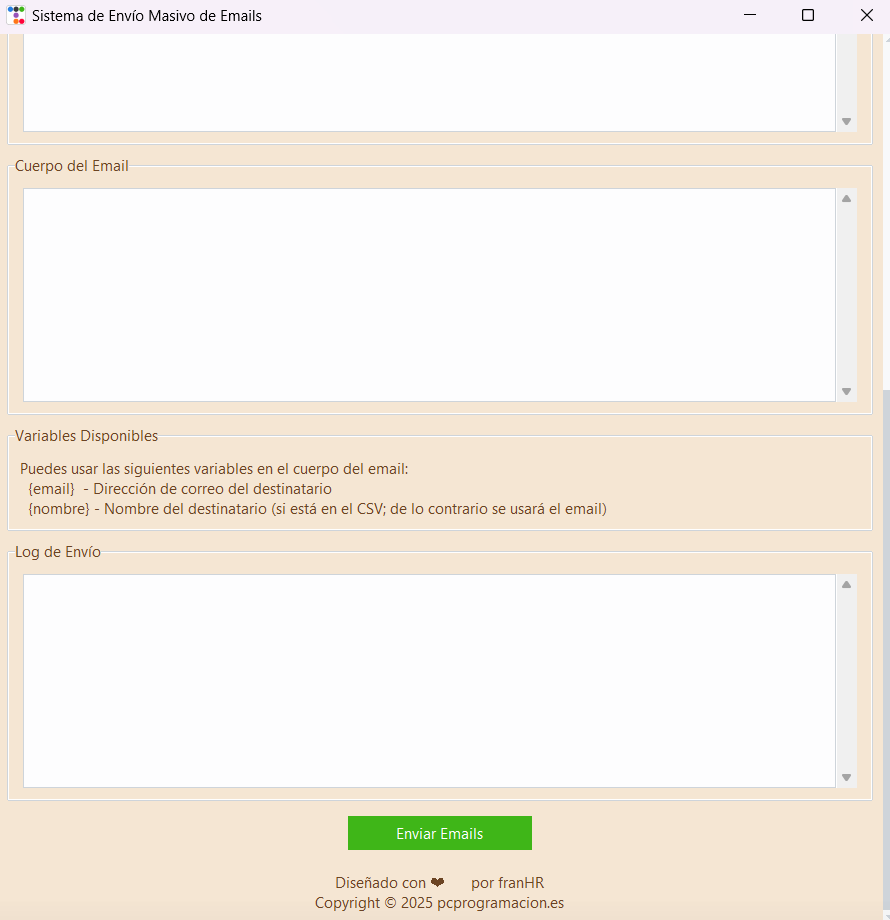 Sistema de Envío Masivo de Emails
Cuerpo del Email
Variables Disponibles
Puedes usar las siguientes variables en el cuerpo del email:
{email} - Dirección de correo del destinatario
{nombre} - Nombre del destinatario (si está en el CSV; de lo contrario se usará el email)
Log de Envío
Enviar Emails
Diseñado con ❤ por franHR
Copyright © 2025 pcprogramacion.es